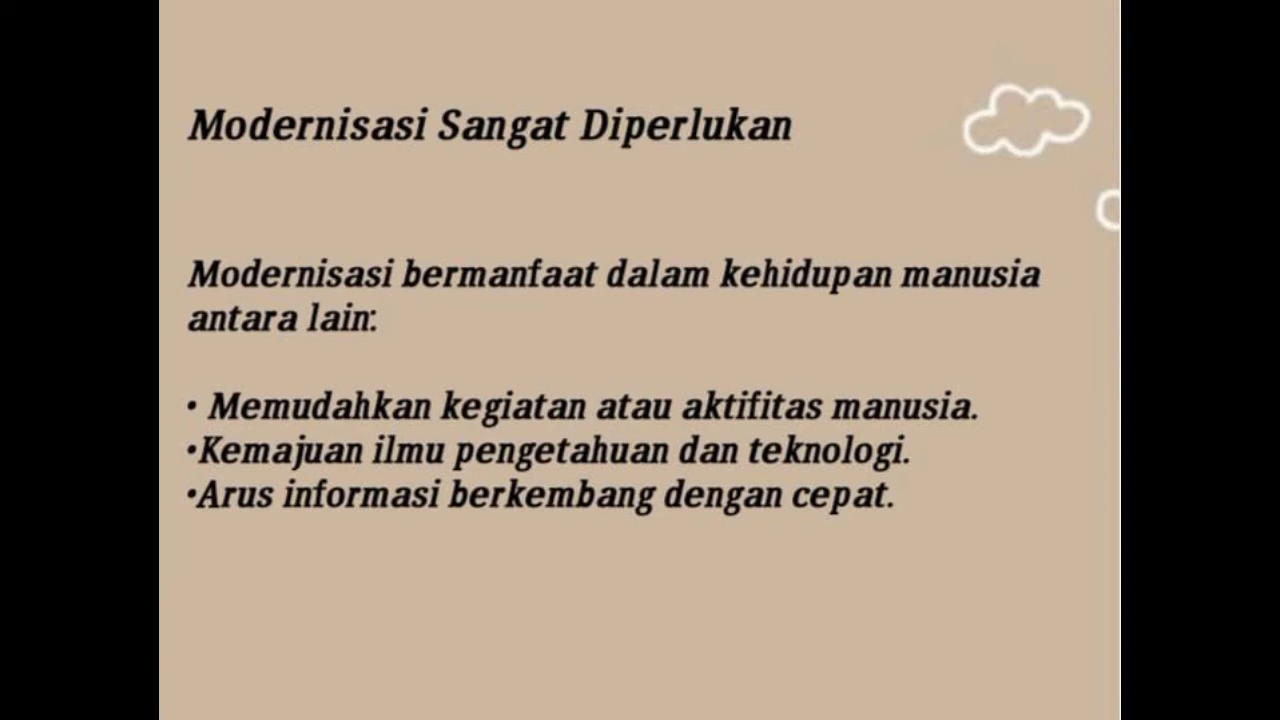 Modernisasi Sangat Diperlukan
Modernisasi bermanfaat dalam kehidupan manusia
antara lain:
• Memudahkan kegiatan atau aktifitas manusia.
•Kemajuan ilmu pengetahuan dan teknologi.
•Arus informasi berkembang dengan cepat.